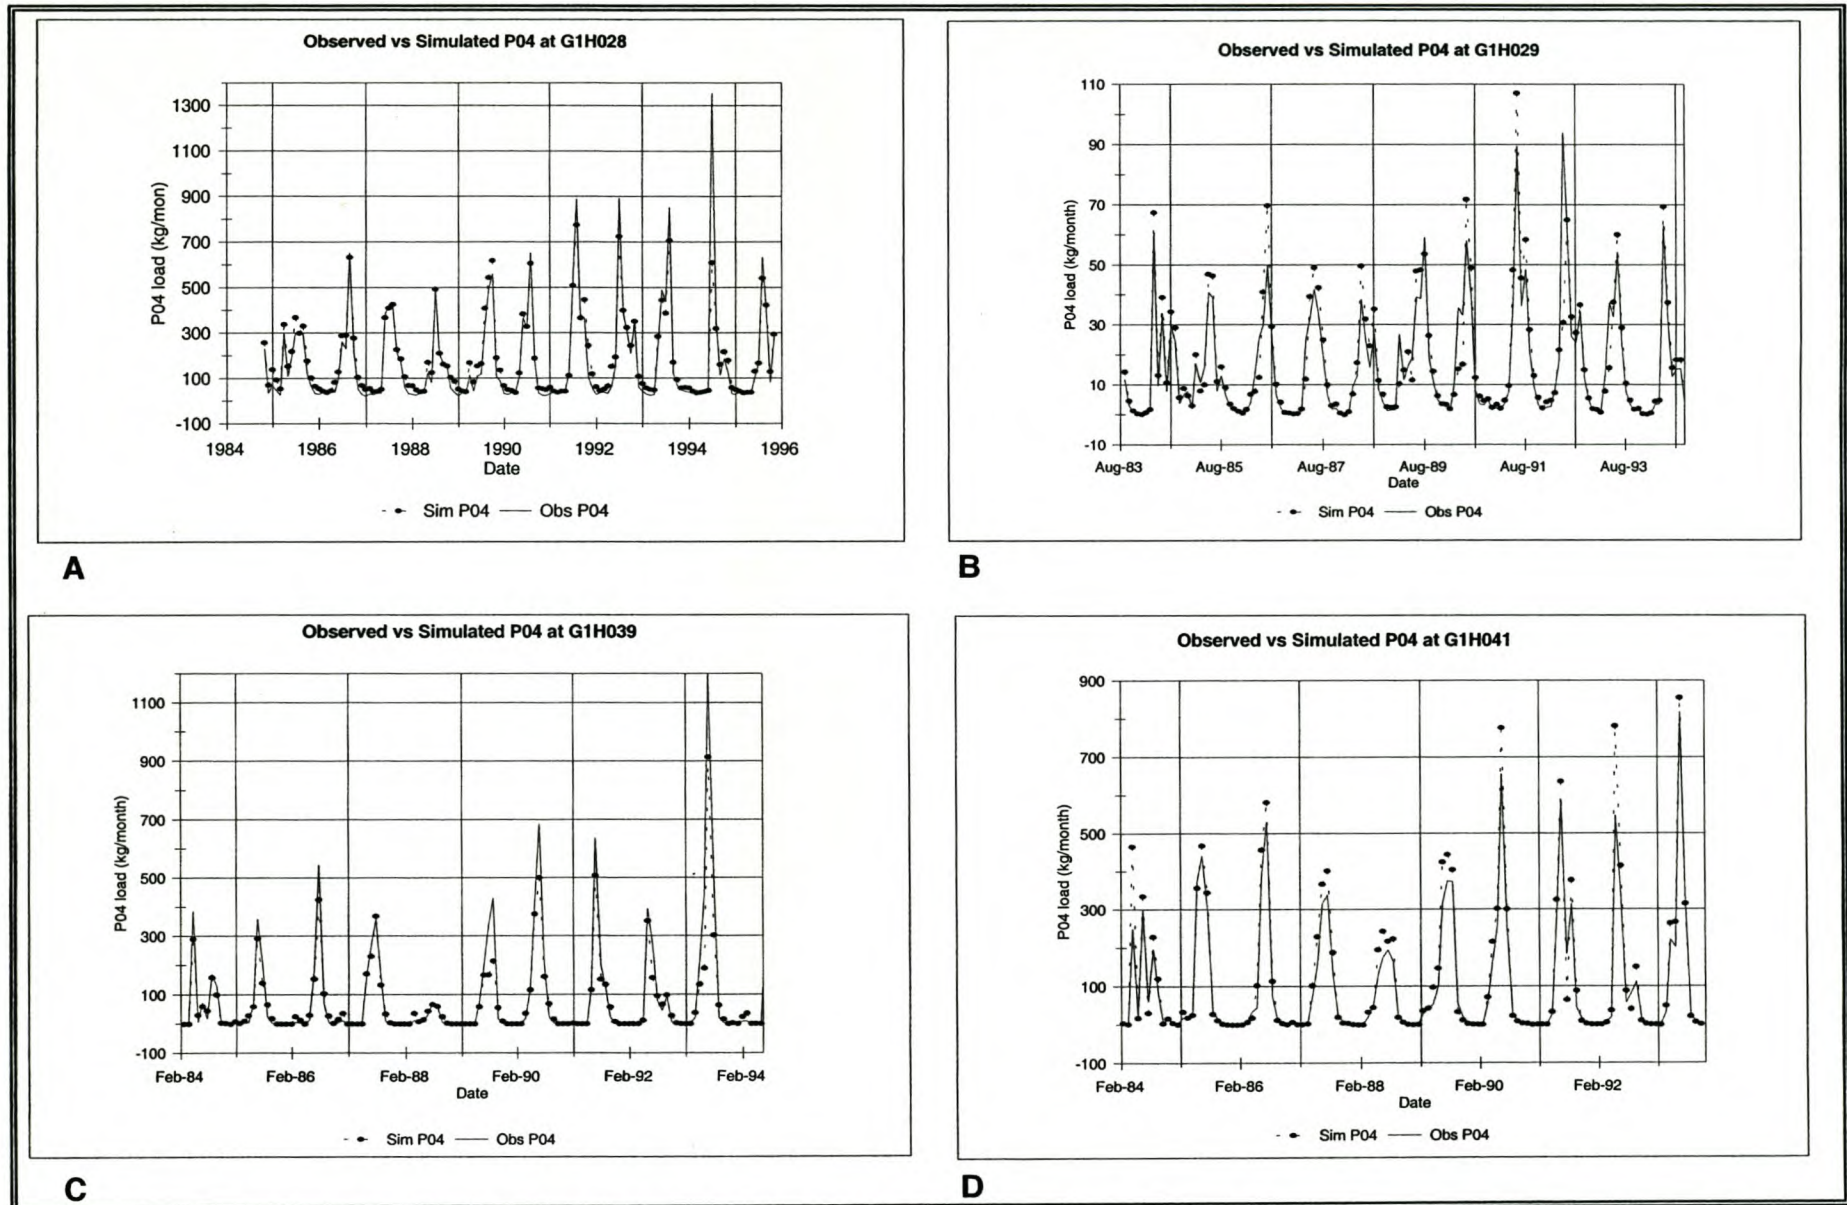 Observed vs Simulated P04 at G1H028
P04 load (kg/mon)
1300
1100
900
700
500
300
100
-100
1984 1986 1988 1990 1992 1994 1996
Date
Sim P04 Obs P04
A
Observed vs Simulated P04 at G1H029
P04 load (kg/month)
110
90
70
50
30
10
-10
Aug-83 Aug-85 Aug-87 Aug-89 Aug-91 Aug-93
Date
Sim P04 Obs P04
B
Observed vs Simulated P04 at G1H039
P04 load (kg/month)
1100
900
700
500
300
100
-100
Feb-84 Feb-86 Feb-88 Feb-90 Feb-92 Feb-94
Date
Sim P04 Obs P04
C
Observed vs Simulated P04 at G1H041
P04 load (kg/month)
900
700
500
300
100
-100
Feb-84 Feb-86 Feb-88 Feb-90 Feb-92
Date
Sim P04 Obs P04
D